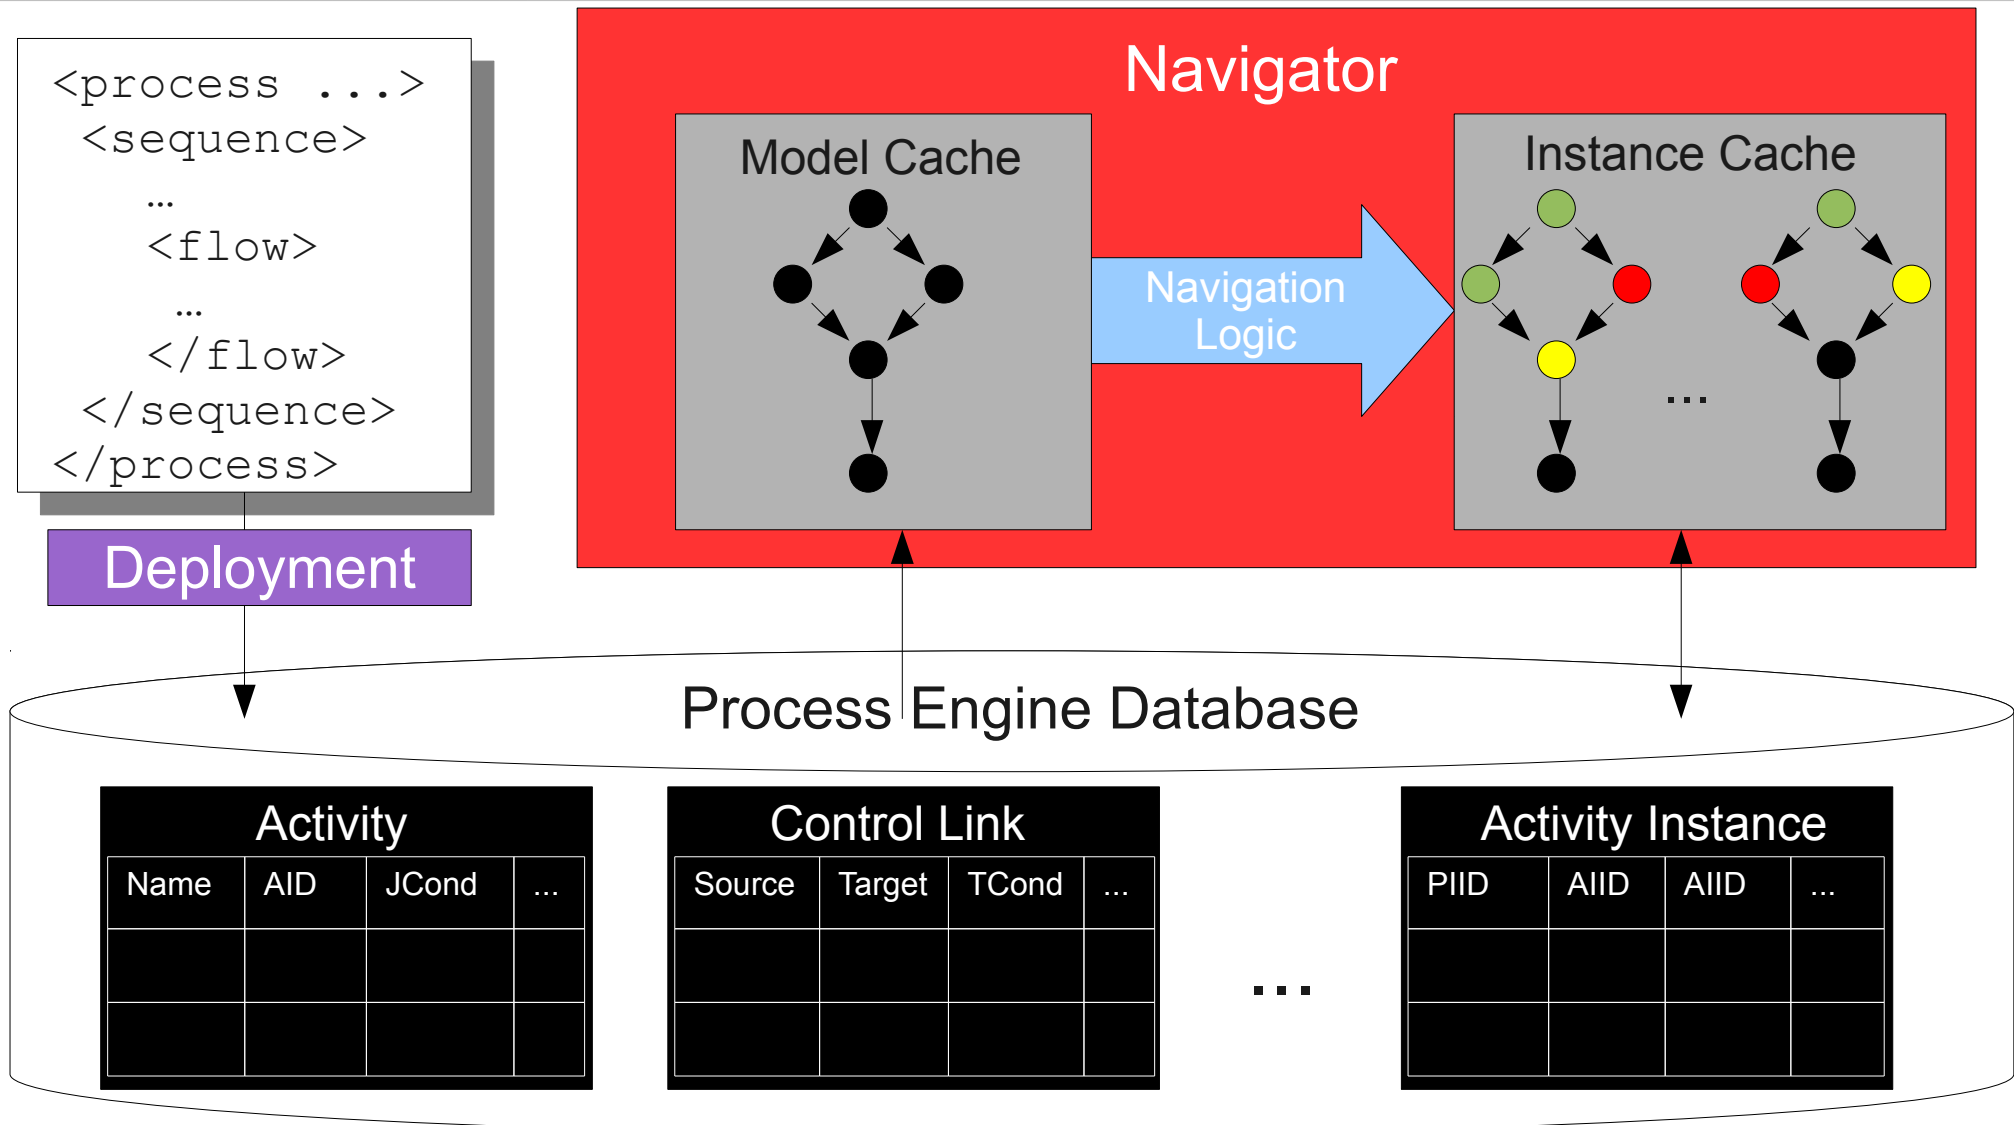 <process ...>
<sequence>
…
<flow>
…
</flow>
</sequence>
</process>
Deployment
Navigator
Model Cache
Navigation
Logic
Instance Cache
...
Process Engine Database
Activity
Name AID JCond ...
Control Link
Source Target TCond ...
...
Activity Instance
PIID AIID AIID ...